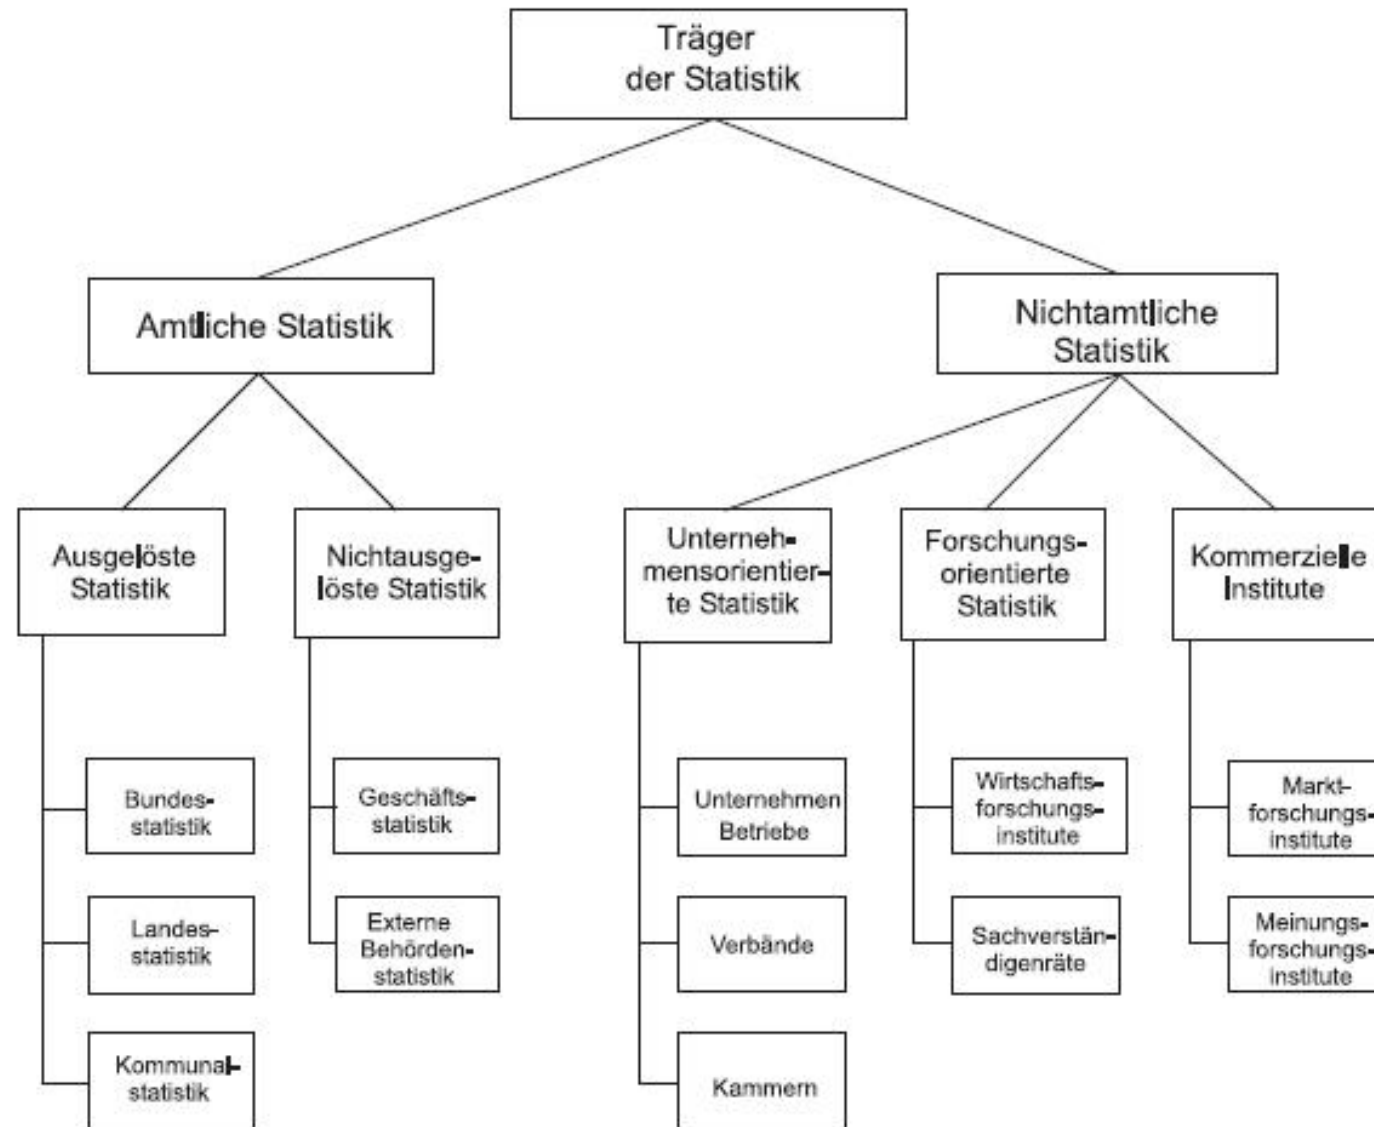 Träger
der Statistik
Amtliche Statistik
Nichtamtliche
Statistik
Ausgelöste
Statistik
Nichtausge-
löste Statistik
Unterneh-
mensorientier-
te Statistik
Forschungs-
orientierte
Statistik
Kommerzielle
Institute
Bundes-
statistik
Geschäfts-
statistik
Unternehmen
Betriebe
Wirtschafts-
forschungs-
institute
Markt-
forschungs-
institute
Landes-
statistik
Externe
Behörden-
statistik
Verbände
Sachverstän-
digenräte
Meinungs-
forschungs-
institute
Kommunal-
statistik
Kammern